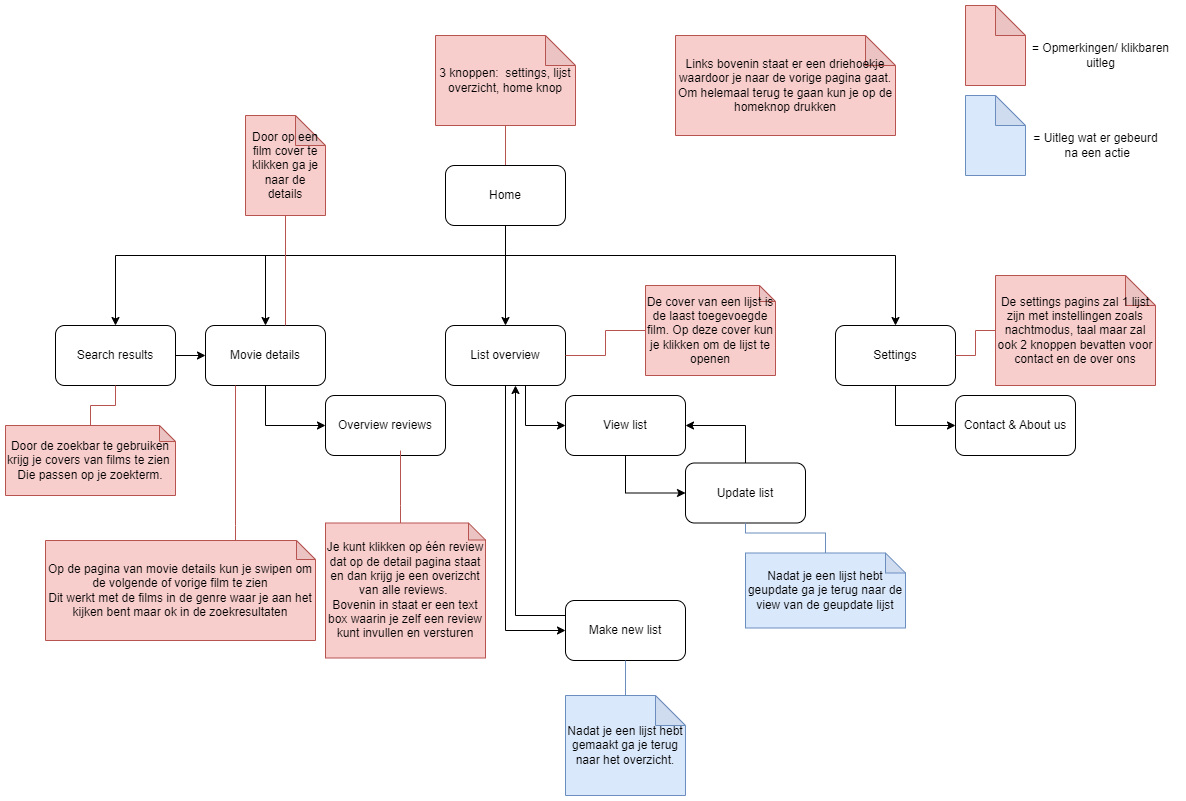 3 knoppen:  settings, lijst
overzicht, home knop
Links bovenin staat er een driehoekje
waardoor je naar de vorige pagina gaat.
Om helemaal terug te gaan kun je op de
homeknop drukken
= Opmerkingen/ klikbaren
uitleg
= Uitleg wat er gebeurd
na een actie
Door op een
film cover te
klikken ga je
naar de
details
Home
De cover van een lijst is
de laast toegevoegde
film. Op deze cover kun
je klikken om de lijst te
openen
De settings pagins zal 1 lijst
zijn met instellingen zoals
nachtmodus, taal maar zal
ook 2 knoppen bevatten voor
contact en de over ons
Search results
Movie details
List overview
Settings
Overview reviews
View list
Contact & About us
Door de zoekbar te gebruiken
krijg je covers van films te zien
Die passen op je zoekterm.
Update list
Op de pagina van movie details kun je swipen om
de volgende of vorige film te zien
Dit werkt met de films in de genre waar je aan het
kijken bent maar ok in de zoekresultaten
Je kunt klikken op één review
dat op de detail pagina staat
en dan krijg je een overizcht
van alle reviews.
Bovenin in staat er een text
box waarin je zelf een review
kunt invullen en versturen
Nadat je een lijst hebt
geupdate ga je terug naar de
view van de geupdate lijst
Make new list
Nadat je een lijst hebt
gemaakt ga je terug
naar het overzicht.